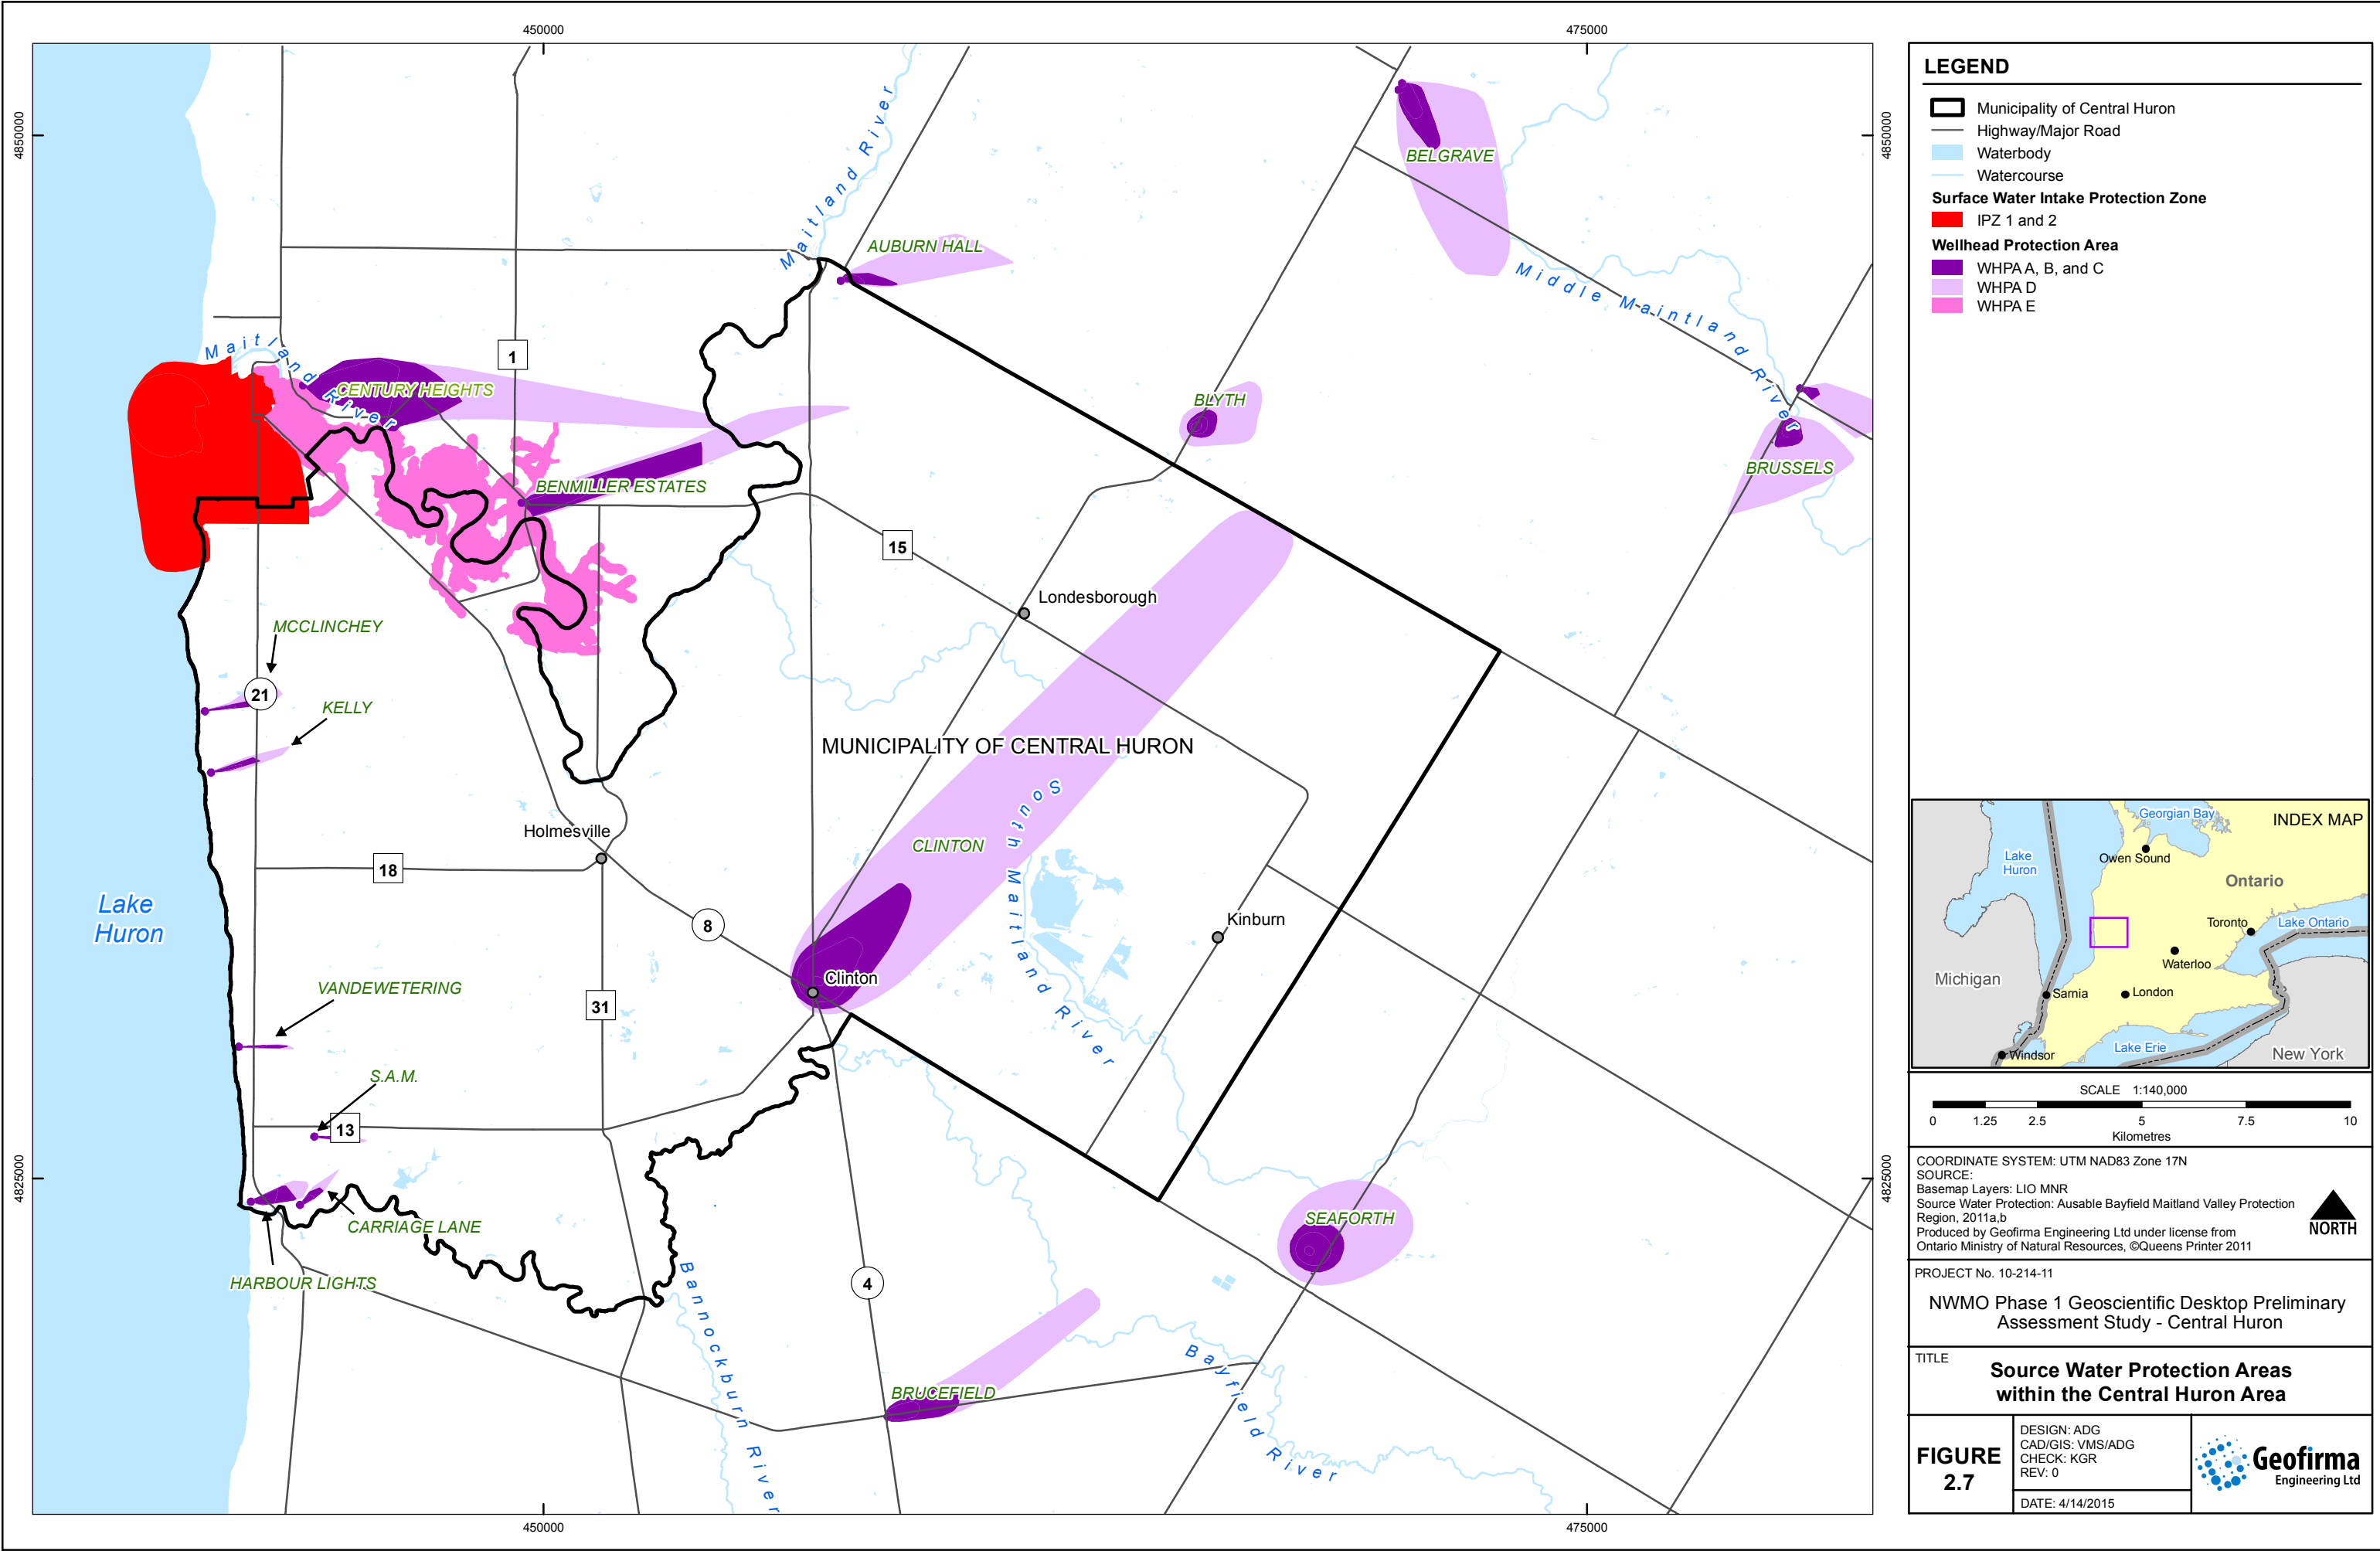 450000
475000
4850000
4850000
Maitland River
BELGRAVE
AUBURN HALL
Middle Maintland River
Maitland River
1
CENTURY HEIGHTS
BLYTH
BRUSSELS
BENMILLER ESTATES
15
Londesborough
MCCLINCHEY
21
KELLY
MUNICIPALITY OF CENTRAL HURON
South Maitland River
Holmesville
CLINTON
18
Lake
Huron
8
Kinburn
Clinton
VANDEWETERING
31
S.A.M.
13
4825000
4825000
CARRIAGE LANE
SEAFORTH
HARBOUR LIGHTS
4
Bannockburn River
Bayfield River
BRUCEFIELD
450000
475000
LEGEND
Municipality of Central Huron
Highway/Major Road
Waterbody
Watercourse
Surface Water Intake Protection Zone
IPZ 1 and 2
Wellhead Protection Area
WHPA A, B, and C
WHPA D
WHPA E
INDEX MAP
Georgian Bay
Owen Sound
Lake
Huron
Ontario
Toronto
Lake Ontario
Waterloo
Michigan
Sarnia
London
Lake Erie
Windsor
New York
SCALE 1:140,000
0 1.25 2.5 5 7.5 10
Kilometres
COORDINATE SYSTEM: UTM NAD83 Zone 17N
SOURCE:
Basemap Layers: LIO MNR
Source Water Protection: Ausable Bayfield Maitland Valley Protection
Region, 2011a,b
Produced by Geofirma Engineering Ltd under license from
Ontario Ministry of Natural Resources, ©Queens Printer 2011
NORTH
PROJECT No. 10-214-11
NWMO Phase 1 Geoscientific Desktop Preliminary
Assessment Study - Central Huron
TITLE
Source Water Protection Areas
within the Central Huron Area
FIGURE
2.7
DESIGN: ADG
CAD/GIS: VMS/ADG
CHECK: KGR
REV: 0
DATE: 4/14/2015
Geofirma
Engineering Ltd